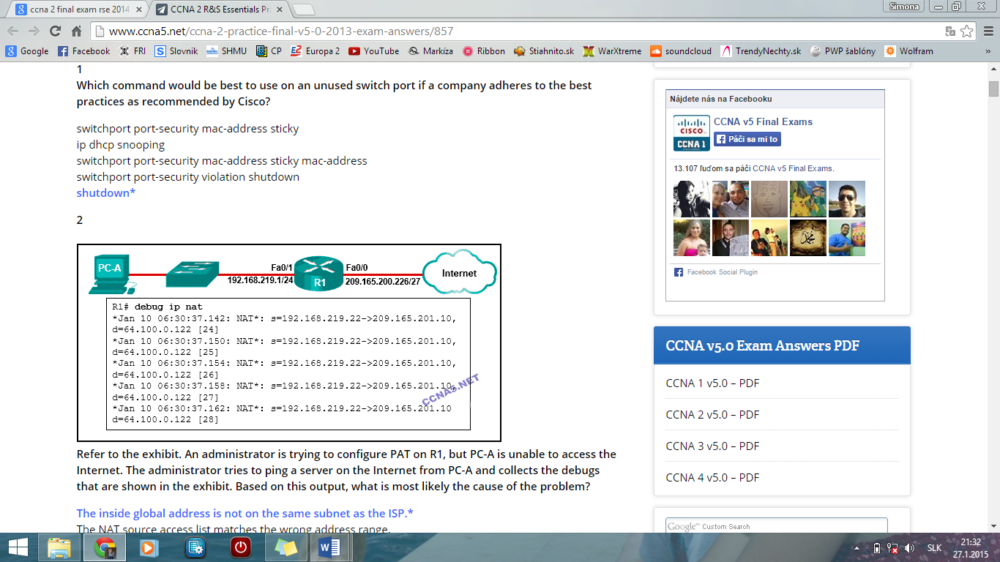 ccna 2 final exam rse 2014
CCNA 2 R&S Essentials Pr
Simona
www.ccna5.net/ccna-2-practice-final-v5-0-2013-exam-answers/857
Google
Facebook
FRI
Slovnik
SHMU
CP
Europa 2
YouTube
Markíza
Ribbon
Stiahnito.sk
WarXtreme
soundcloud
TrendyNechty.sk
PWP šablóny
Wolfram
»
1
Which command would be best to use on an unused switch port if a company adheres to the best
practices as recommended by Cisco?
switchport port-security mac-address sticky
ip dhcp snooping
switchport port-security mac-address sticky mac-address
switchport port-security violation shutdown
shutdown*
2
PC-A
Fa0/1
192.168.219.1/24
R1
Fa0/0
209.165.200.226/27
Internet
R1# debug ip nat
*Jan 10 06:30:37.142: NAT*: s=192.168.219.22->209.165.201.10,
d=64.100.0.122 [24]
*Jan 10 06:30:37.150: NAT*: s=192.168.219.22->209.165.201.10,
d=64.100.0.122 [25]
*Jan 10 06:30:37.154: NAT*: s=192.168.219.22->209.165.201.10,
d=64.100.0.122 [26]
*Jan 10 06:30:37.158: NAT*: s=192.168.219.22->209.165.201.10,
d=64.100.0.122 [27]
*Jan 10 06:30:37.162: NAT*: s=192.168.219.22->209.165.201.10
d=64.100.0.122 [28]
CCNA5.NET
Refer to the exhibit. An administrator is trying to configure PAT on R1, but PC-A is unable to access the
Internet. The administrator tries to ping a server on the Internet from PC-A and collects the debugs
that are shown in the exhibit. Based on this output, what is most likely the cause of the problem?
The inside global address is not on the same subnet as the ISP.*
The NAT source access list matches the wrong address range.
Nájdete nás na Facebooku
CISCO
CCNA 1
CCNA v5 Final Exams
Páči sa mi to
13.107 ľuďom sa páči CCNA v5 Final Exams.
Facebook Social Plugin
CCNA v5.0 Exam Answers PDF
CCNA 1 v5.0 – PDF
CCNA 2 v5.0 – PDF
CCNA 3 v5.0 – PDF
CCNA 4 v5.0 – PDF
Google™ Custom Search
SLK
21:32
27.1.2015